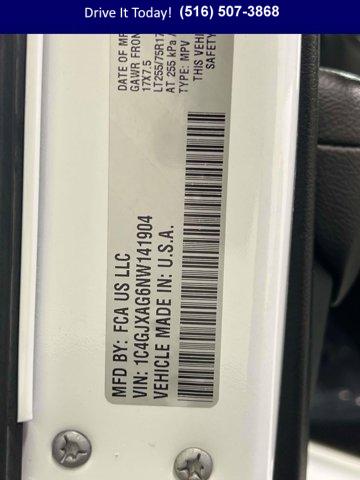 Drive It Today! (516) 507-3868
MFD BY: FCA US LLC
VIN: 1C4GJXAG6NW141904
VEHICLE MADE IN: U.S.A.
DATE OF MF
GAWR FRON
17X7.5
LT255/75R17
AT 255 kPa /
TYPE: MPV
THIS VEHI
SAFETY